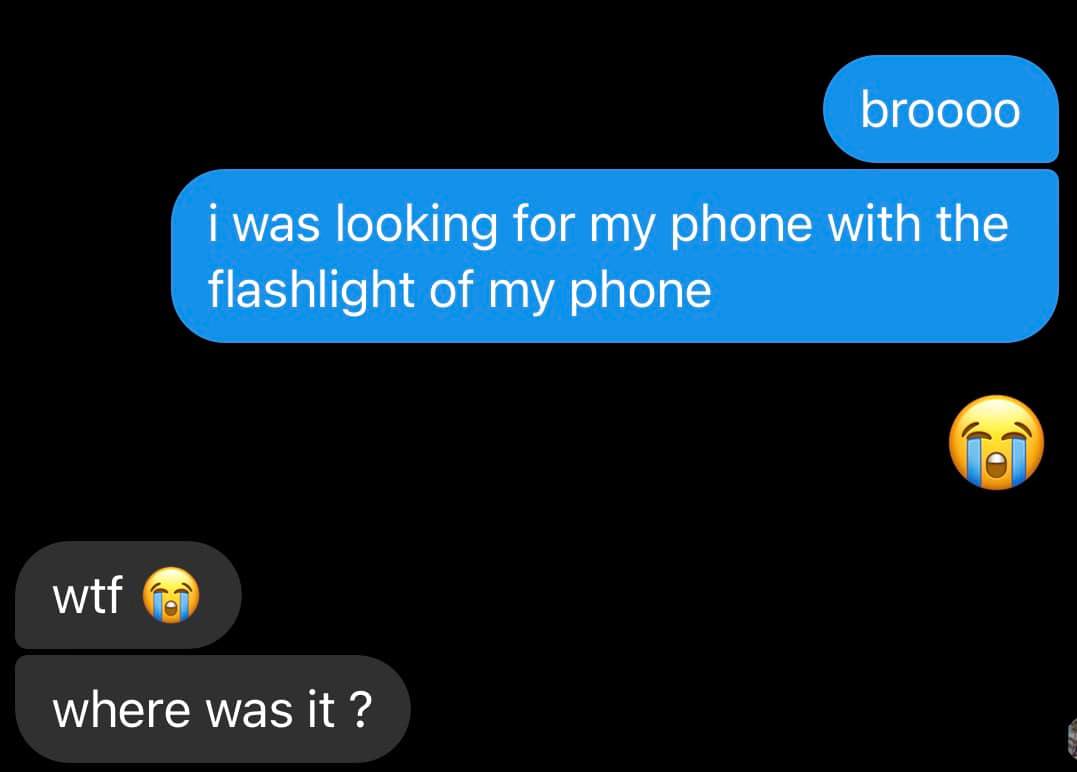 broooo
i was looking for my phone with the
flashlight of my phone
😭
wtf 😭
where was it ?